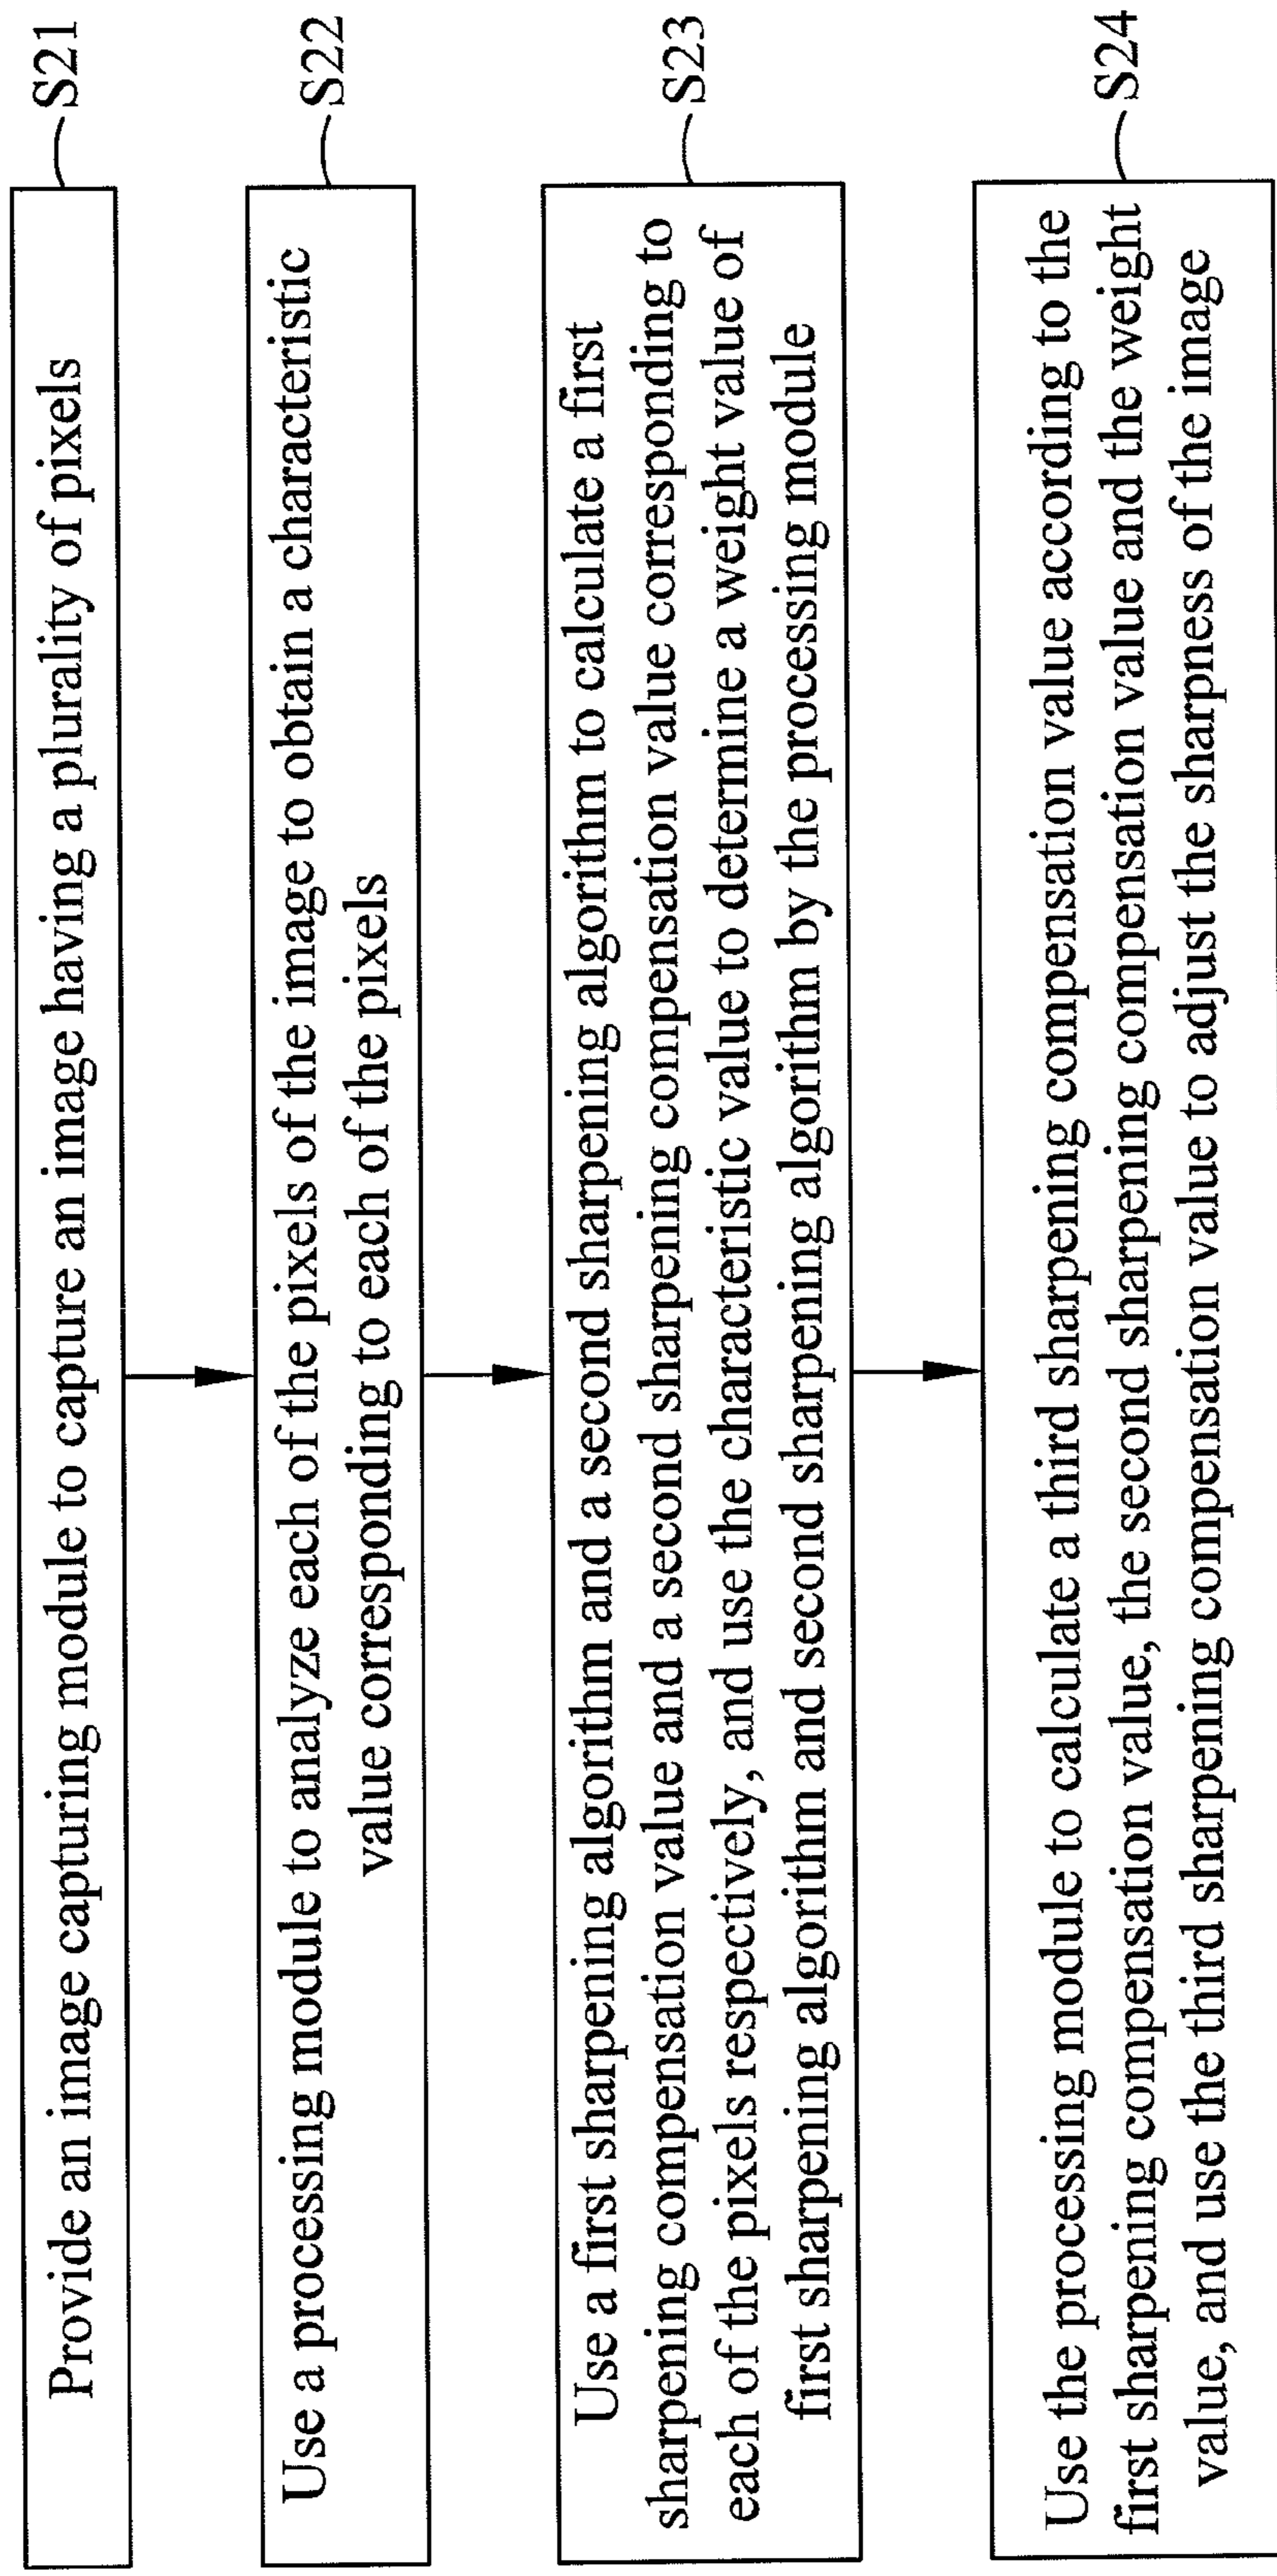 Provide an image capturing module to capture an image having a plurality of pixels
S21
Use a processing module to analyze each of the pixels of the image to obtain a characteristic
value corresponding to each of the pixels
S22
Use a first sharpening algorithm and a second sharpening algorithm to calculate a first
sharpening compensation value and a second sharpening compensation value corresponding to
each of the pixels respectively, and use the characteristic value to determine a weight value of
first sharpening algorithm and second sharpening algorithm by the processing module
S23
Use the processing module to calculate a third sharpening compensation value according to the
first sharpening compensation value, the second sharpening compensation value and the weight
value, and use the third sharpening compensation value to adjust the sharpness of the image
S24